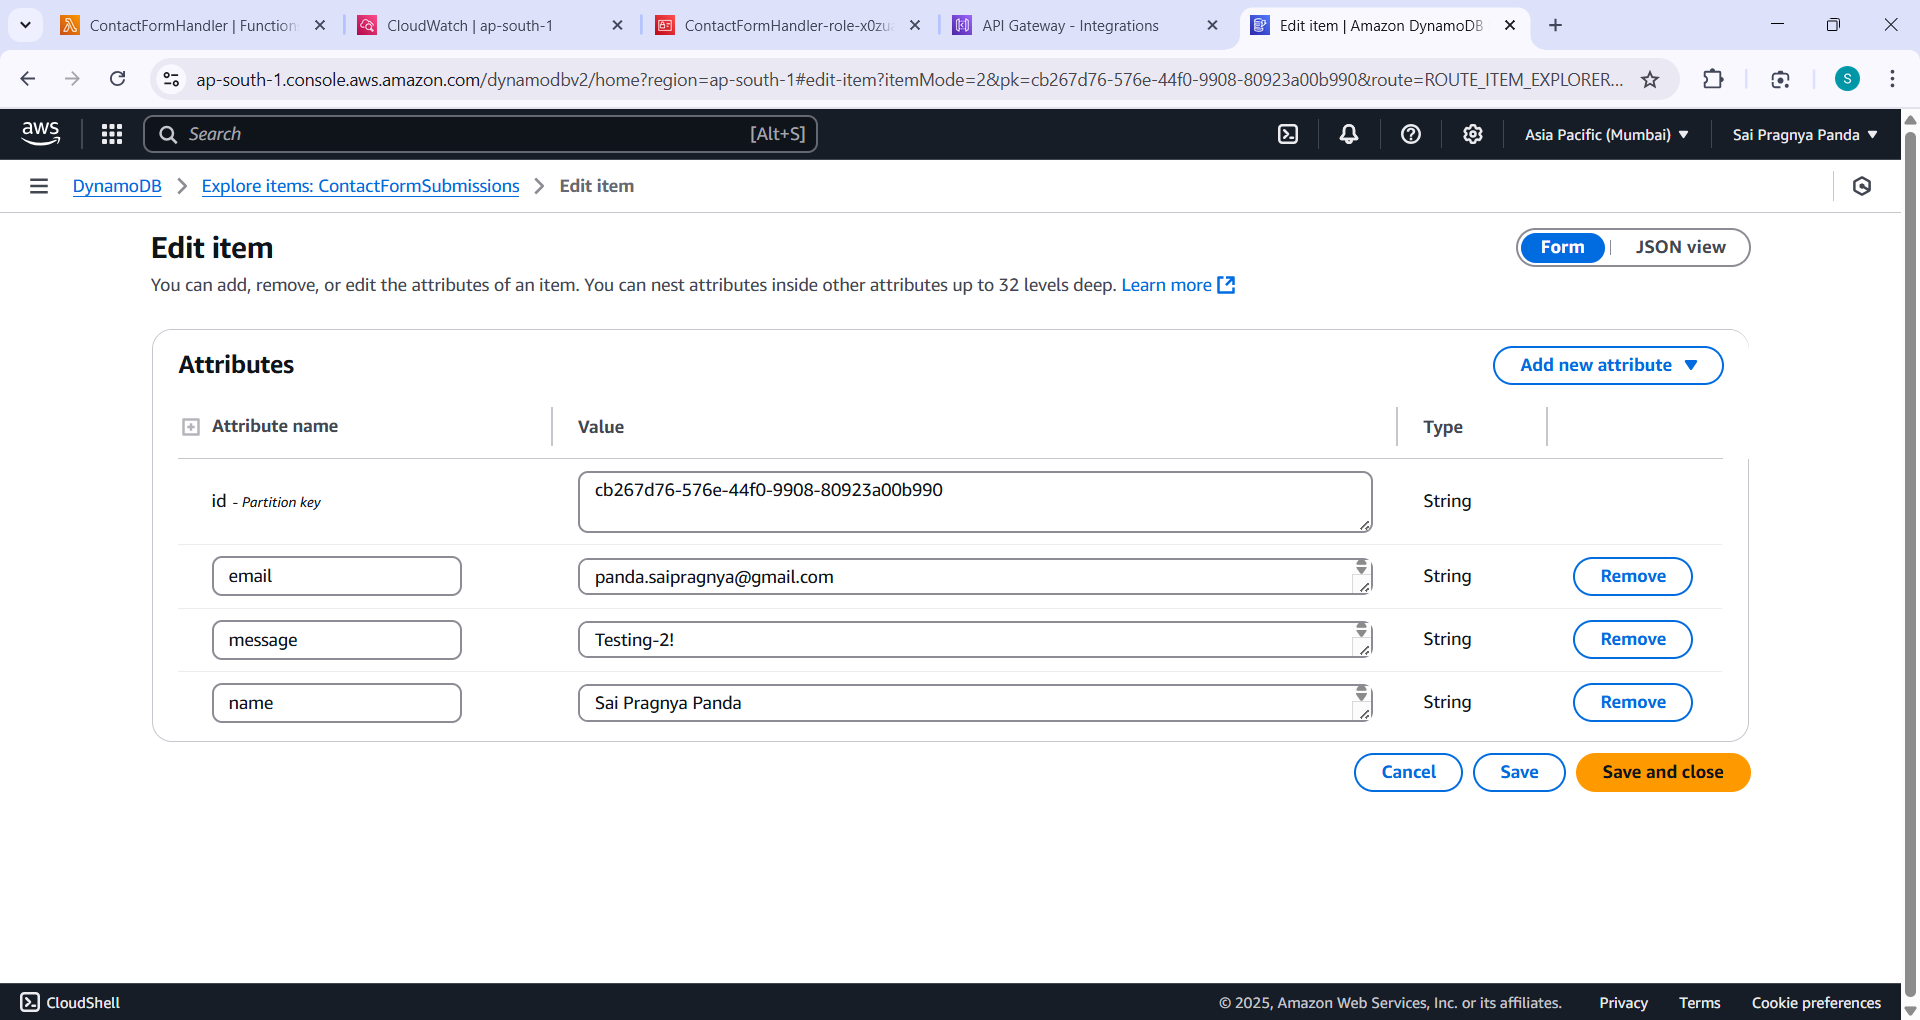 ContactFormHandler | Function
CloudWatch | ap-south-1
ContactFormHandler-role-x0zu
API Gateway - Integrations
Edit item | Amazon DynamoDB
ap-south-1.console.aws.amazon.com/dynamodbv2/home?region=ap-south-1#edit-item?itemMode=2&pk=cb267d76-576e-44f0-9908-80923a00b990&route=ROUTE_ITEM_EXPLORER...
S
aws
Search
[Alt+S]
Asia Pacific (Mumbai)
Sai Pragnya Panda
DynamoDB
Explore items: ContactFormSubmissions
Edit item
Edit item
Form
JSON view
You can add, remove, or edit the attributes of an item. You can nest attributes inside other attributes up to 32 levels deep. Learn more
Attributes
Add new attribute
Attribute name
Value
Type
id - Partition key
cb267d76-576e-44f0-9908-80923a00b990
String
email
panda.saipragnya@gmail.com
String
Remove
message
Testing-2!
String
Remove
name
Sai Pragnya Panda
String
Remove
Cancel
Save
Save and close
CloudShell
© 2025, Amazon Web Services, Inc. or its affiliates.
Privacy
Terms
Cookie preferences